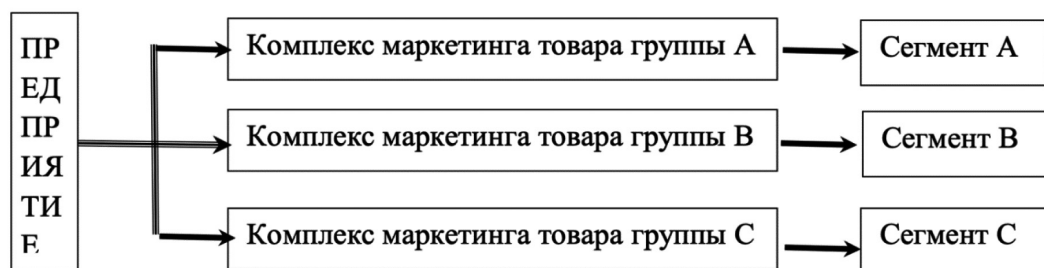 ПР
ЕД
ПР
ИЯ
ТИ
Е
Комплекс маркетинга товара группы А
Сегмент А
Комплекс маркетинга товара группы В
Сегмент В
Комплекс маркетинга товара группы С
Сегмент С